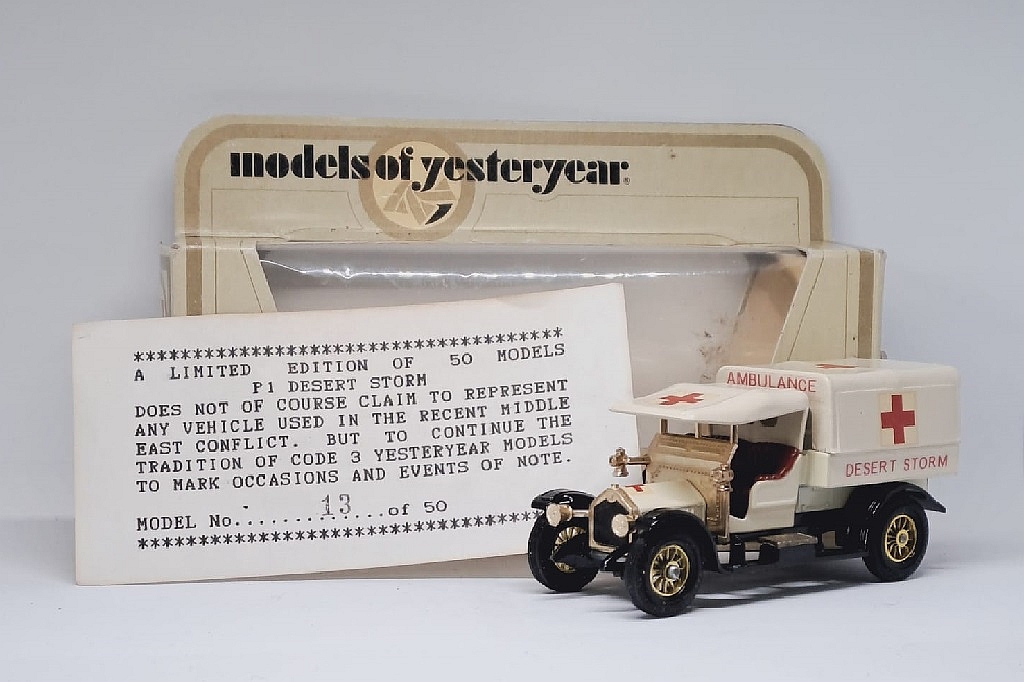 models of yesteryear
************************************
A LIMITED EDITION OF 50 MODELS
P1 DESERT STORM
DOES NOT OF COURSE CLAIM TO REPRESENT
ANY VEHICLE USED IN THE RECENT MIDDLE
EAST CONFLICT. BUT TO CONTINUE THE
TRADITION OF CODE 3 YESTERYEAR MODELS
TO MARK OCCASIONS AND EVENTS OF NOTE.
MODEL No..........13...of 50
************************************
AMBULANCE
DESERT STORM